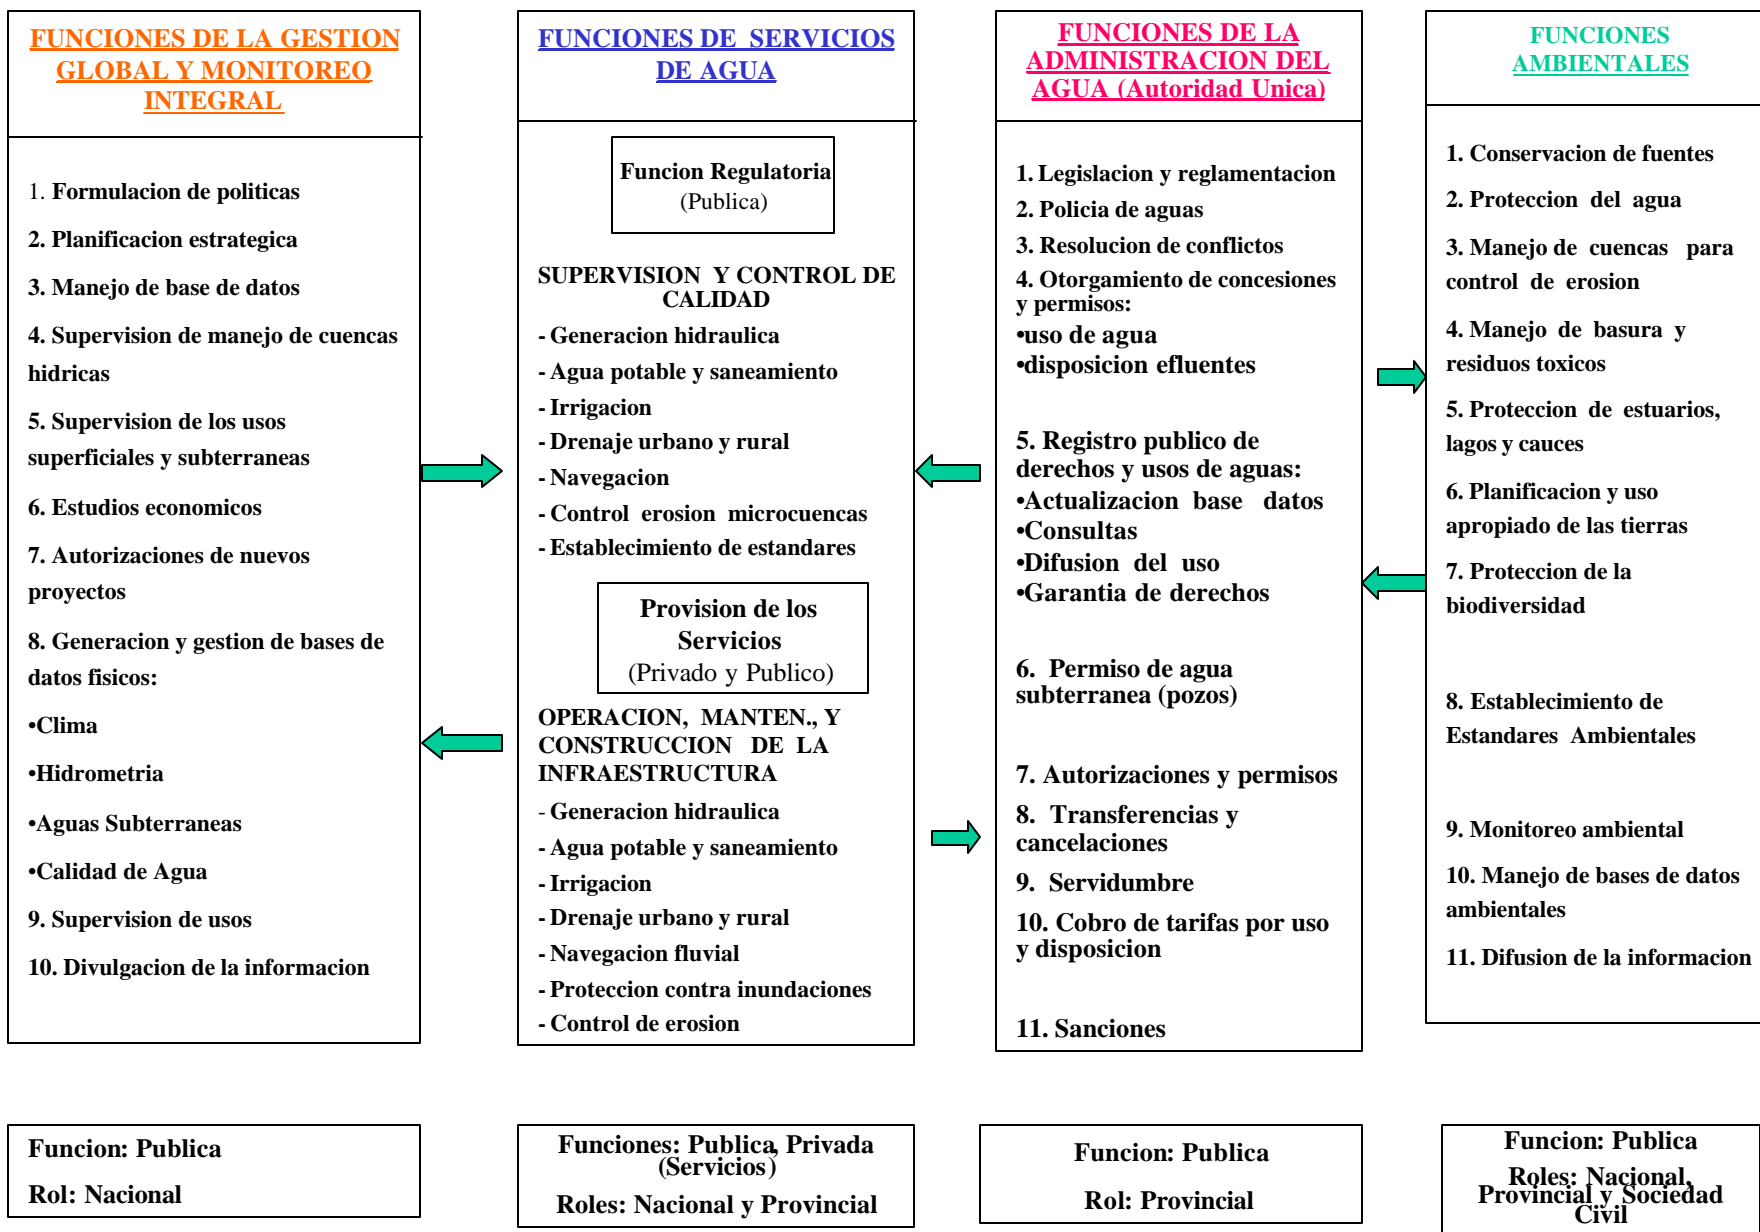 FUNCIONES DE LA GESTION
GLOBAL Y MONITOREO
INTEGRAL
1. Formulacion de politicas
2. Planificacion estrategica
3. Manejo de base de datos
4. Supervision de manejo de cuencas
hidricas
5. Supervision de los usos
superficiales y subterraneas
6. Estudios economicos
7. Autorizaciones de nuevos
proyectos
8. Generacion y gestion de bases de
datos fisicos:
•Clima
•Hidrometria
•Aguas Subterraneas
•Calidad de Agua
9. Supervision de usos
10. Divulgacion de la informacion
Funcion: Publica
Rol: Nacional
FUNCIONES DE SERVICIOS
DE AGUA
Funcion Regulatoria
(Publica)
SUPERVISION Y CONTROL DE
CALIDAD
- Generacion hidraulica
- Agua potable y saneamiento
- Irrigacion
- Drenaje urbano y rural
- Navegacion
- Control erosion microcuencas
- Establecimiento de estandares
Provision de los
Servicios
(Privado y Publico)
OPERACION, MANTEN., Y
CONSTRUCCION DE LA
INFRAESTRUCTURA
- Generacion hidraulica
- Agua potable y saneamiento
- Irrigacion
- Drenaje urbano y rural
- Navegacion fluvial
- Proteccion contra inundaciones
- Control de erosion
Funciones: Publica, Privada
(Servicios)
Roles: Nacional y Provincial
FUNCIONES DE LA
ADMINISTRACION DEL
AGUA (Autoridad Unica)
1. Legislacion y reglamentacion
2. Policia de aguas
3. Resolucion de conflictos
4. Otorgamiento de concesiones
y permisos:
•uso de agua
•disposicion efluentes
5. Registro publico de
derechos y usos de aguas:
•Actualizacion base datos
•Consultas
•Difusion del uso
•Garantia de derechos
6. Permiso de agua
subterranea (pozos)
7. Autorizaciones y permisos
8. Transferencias y
cancelaciones
9. Servidumbre
10. Cobro de tarifas por uso
y disposicion
11. Sanciones
Funcion: Publica
Rol: Provincial
FUNCIONES
AMBIENTALES
1. Conservacion de fuentes
2. Proteccion del agua
3. Manejo de cuencas para
control de erosion
4. Manejo de basura y
residuos toxicos
5. Proteccion de estuarios,
lagos y cauces
6. Planificacion y uso
apropiado de las tierras
7. Proteccion de la
biodiversidad
8. Establecimiento de
Estandares Ambientales
9. Monitoreo ambiental
10. Manejo de bases de datos
ambientales
11. Difusion de la informacion
Funcion: Publica
Roles: Nacional,
Provincial y Sociedad
Civil